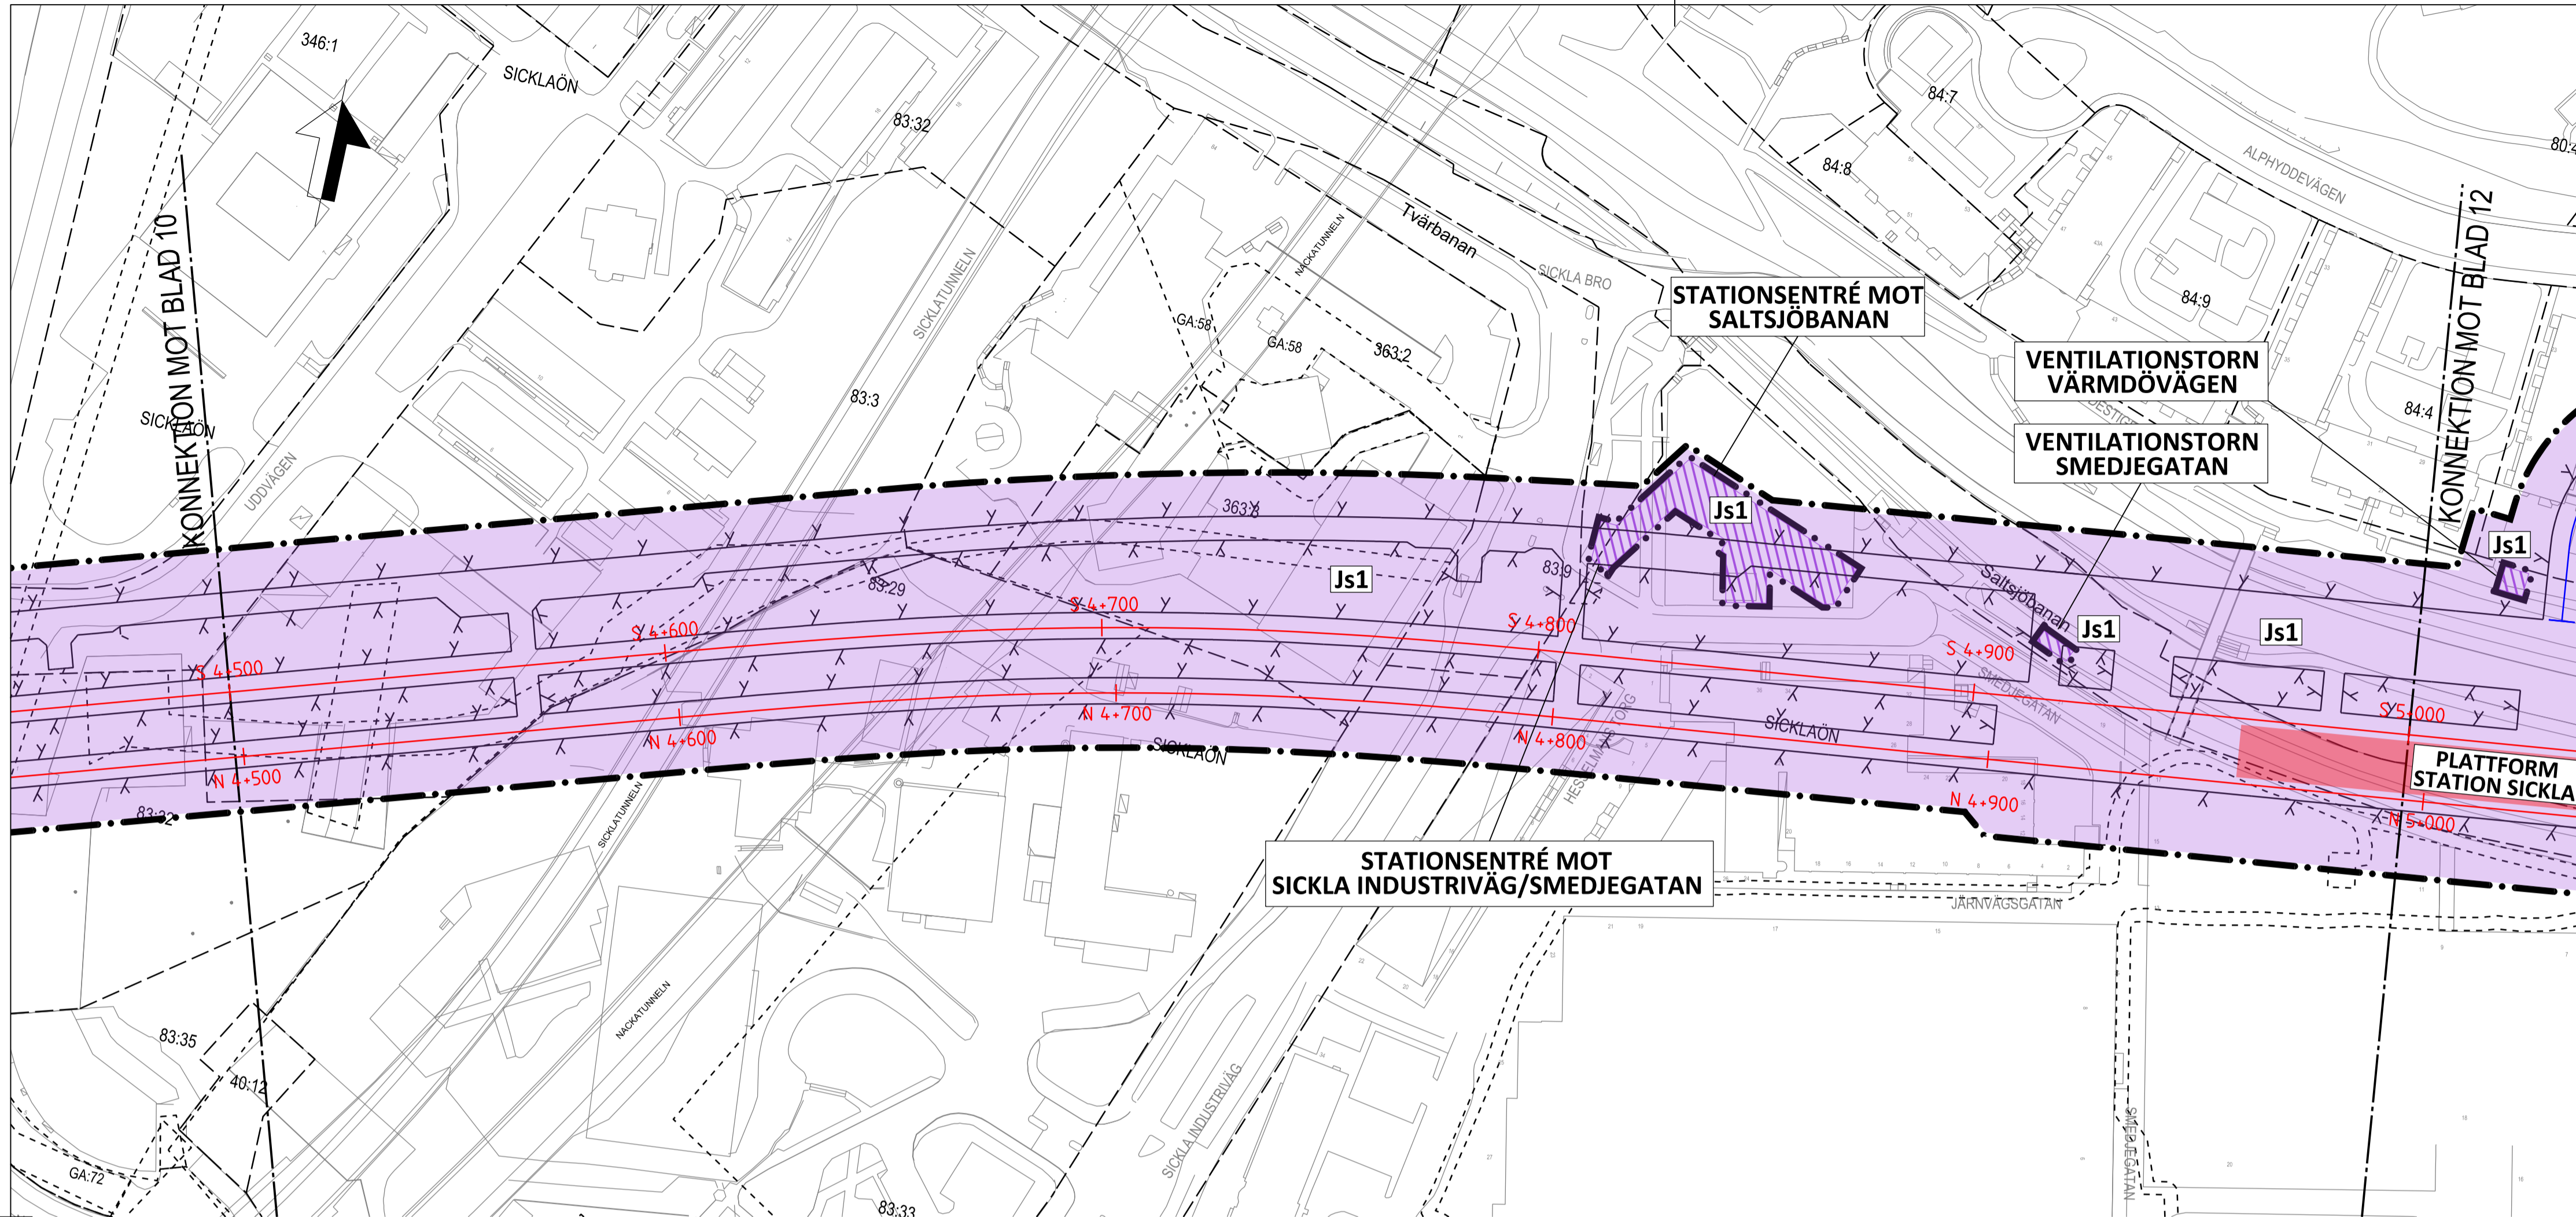 346:1
SICKLAÖN
83:32
84:7
84:8
ALPHYDDEVÄGEN
80:4
KONNEKTION MOT BLAD 10
SICKLATUNNELN
NACKATUNNELN
Tvärbanan
SICKLA BRO
84:9
KONNEKTION MOT BLAD 12
STATIONSENTRÉ MOT
SALTSJÖBANAN
GA:58
GA:58
363:2
VENTILATIONSTORN
VÄRMDÖVÄGEN
83:3
84:4
SICKLAÖN
UDDVÄGEN
VENTILATIONSTORN
SMEDJEGATAN
363:8
Js1
Js1
83:9
83:29
Js1
Saltsjöbanan
S 4+700
S 4+600
S 4+800
Js1
Js1
S 4+900
S 4+500
SMEDJEGATAN
N 4+700
S 5+000
HESSELMANS TORG
SICKLAÖN
N 4+600
N 4+800
SICKLAÖN
N 4+500
PLATTFORM
STATION SICKLA
N 4+900
83:32
N 5+000
SICKLATUNNELN
STATIONSENTRÉ MOT
SICKLA INDUSTRIVÄG/SMEDJEGATAN
JÄRNVÄGSGATAN
NACKATUNNELN
83:35
40:12
SICKLA INDUSTRIVÄG
SMEDJEGATAN
GA:72
83:33